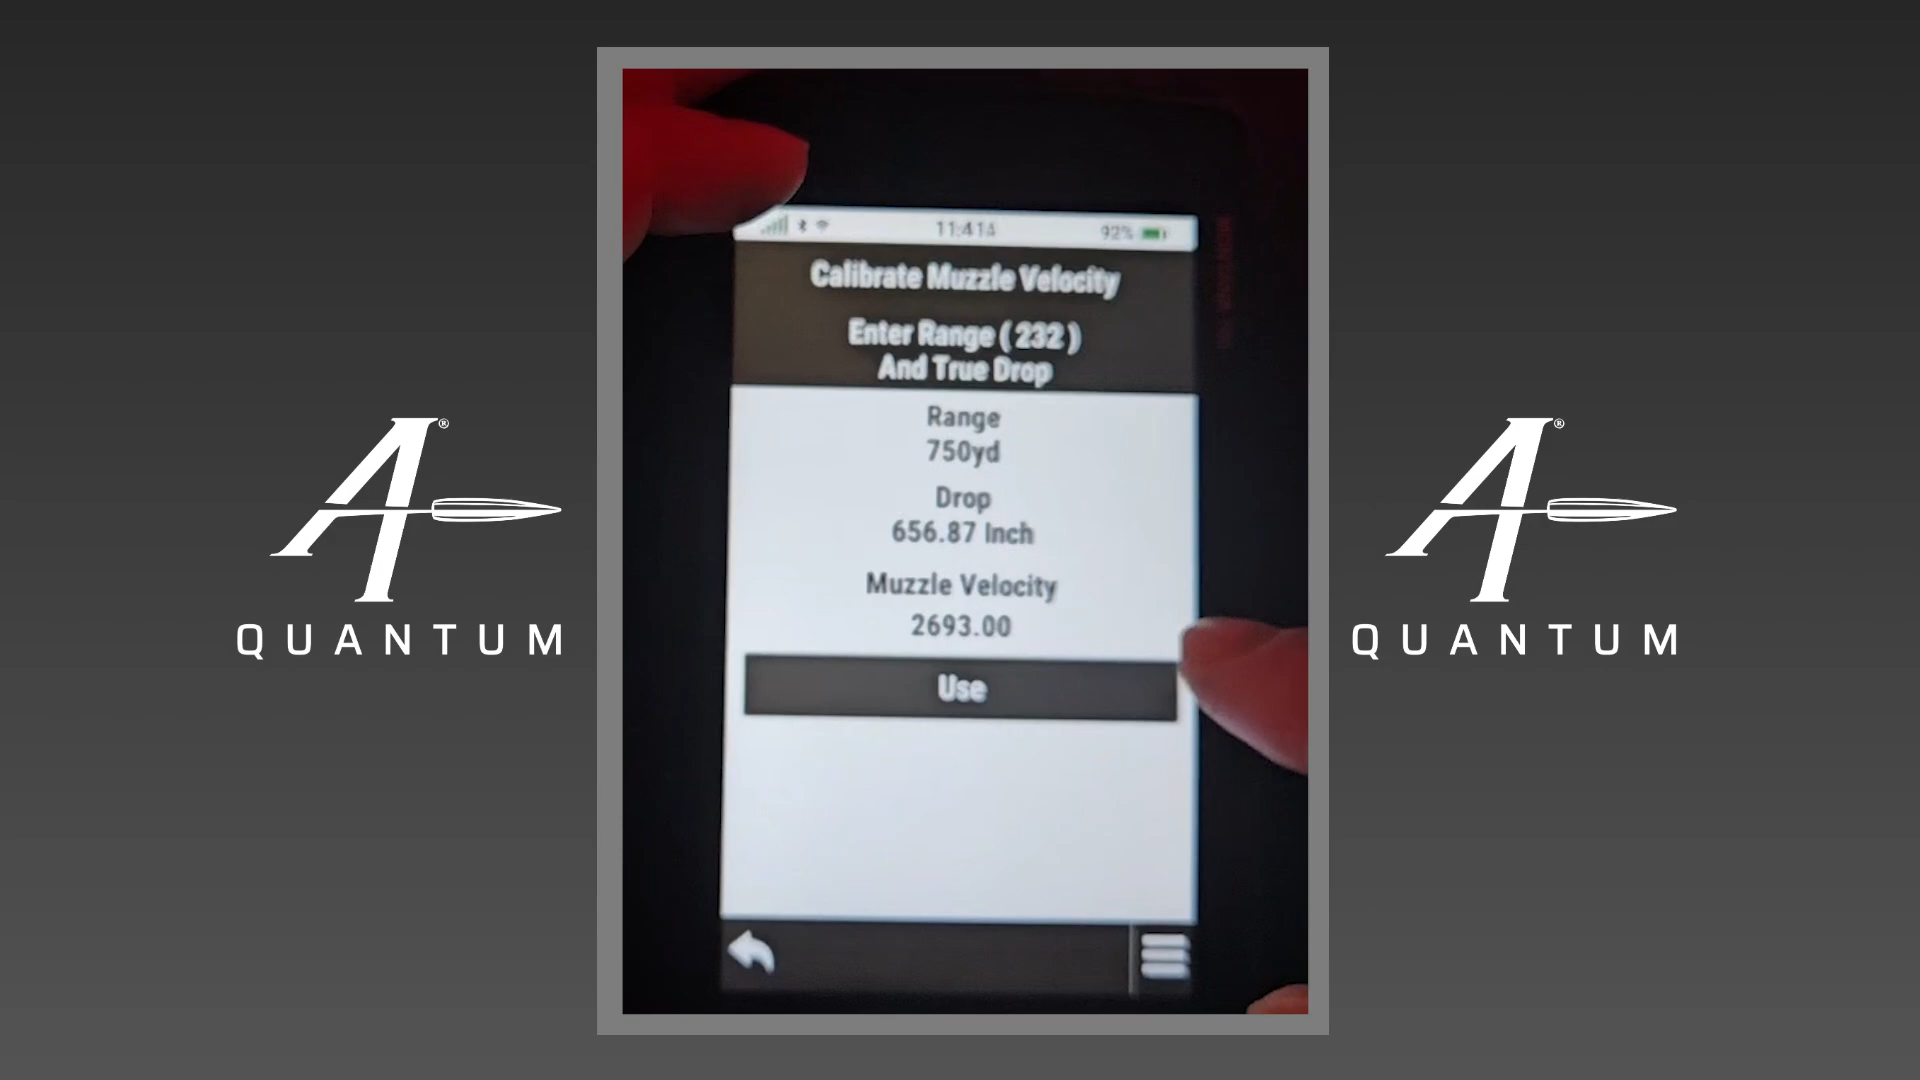 11:41A
92%
Calibrate Muzzle Velocity
Enter Range ( 232 )
And True Drop
Range
750yd
Drop
656.87 Inch
Muzzle Velocity
2693.00
Use
A®
QUANTUM
A®
QUANTUM